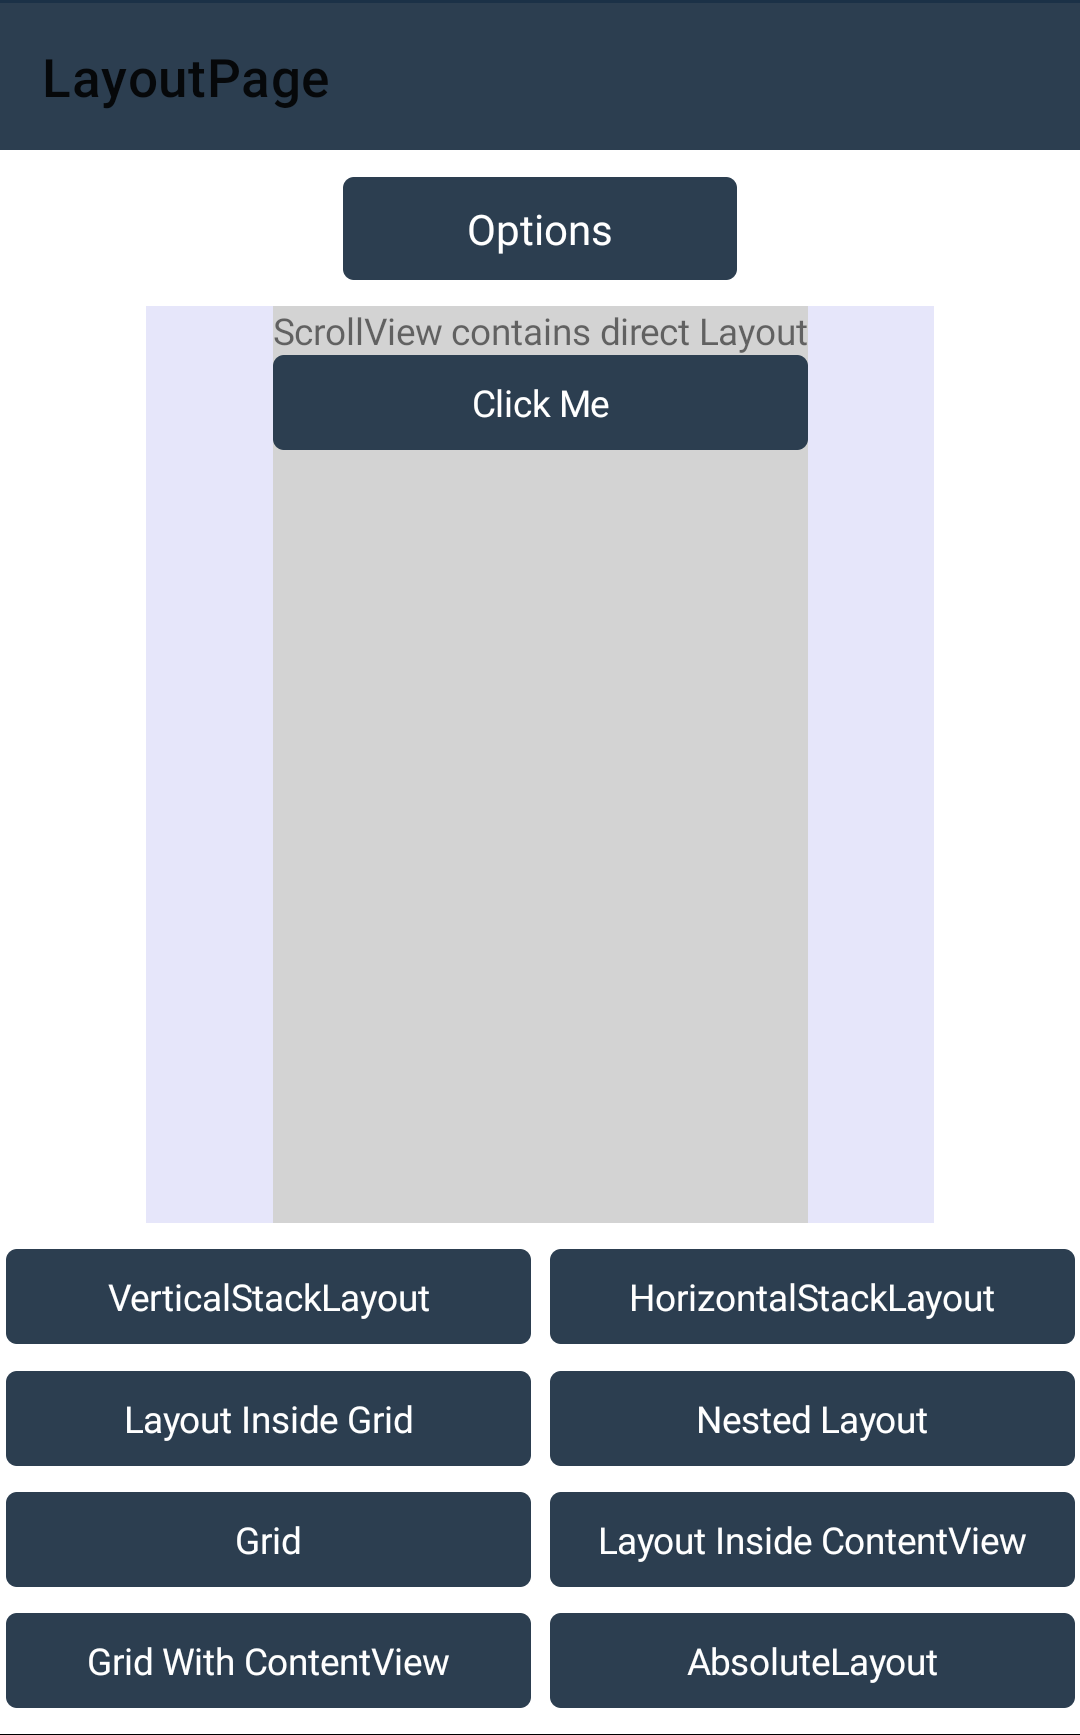 LayoutPage
Options
ScrollView contains direct Layout
Click Me
VerticalStackLayout
HorizontalStackLayout
Layout Inside Grid
Nested Layout
Grid
Layout Inside ContentView
Grid With ContentView
AbsoluteLayout